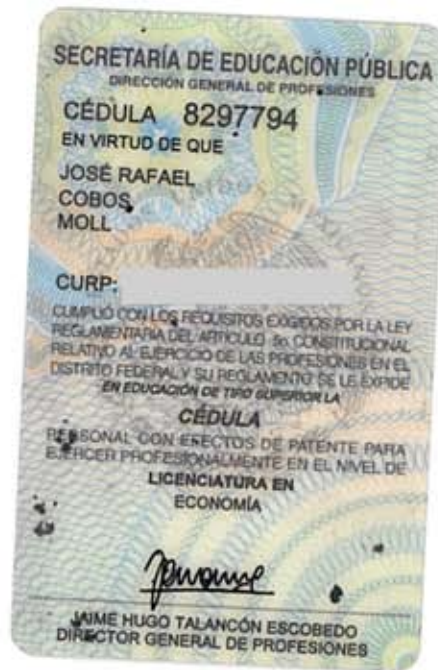 SECRETARÍA DE EDUCACIÓN PÚBLICA
DIRECCIÓN GENERAL DE PROFESIONES
CÉDULA 8297794
EN VIRTUD DE QUE
JOSÉ RAFAEL
COBOS
MOLL
CURP:
CUMPLIÓ CON LOS REQUISITOS EXIGIDOS POR LA LEY
REGLAMENTARIA DEL ARTÍCULO 5o. CONSTITUCIONAL
RELATIVO AL EJERCICIO DE LAS PROFESIONES EN EL
DISTRITO FEDERAL Y SU REGLAMENTO SE LE EXPIDE
EN EDUCACIÓN DE TIPO SUPERIOR LA
CÉDULA
PERSONAL CON EFECTOS DE PATENTE PARA
EJERCER PROFESIONALMENTE EN EL NIVEL DE
LICENCIATURA EN
ECONOMÍA
JAIME HUGO TALANCÓN ESCOBEDO
DIRECTOR GENERAL DE PROFESIONES